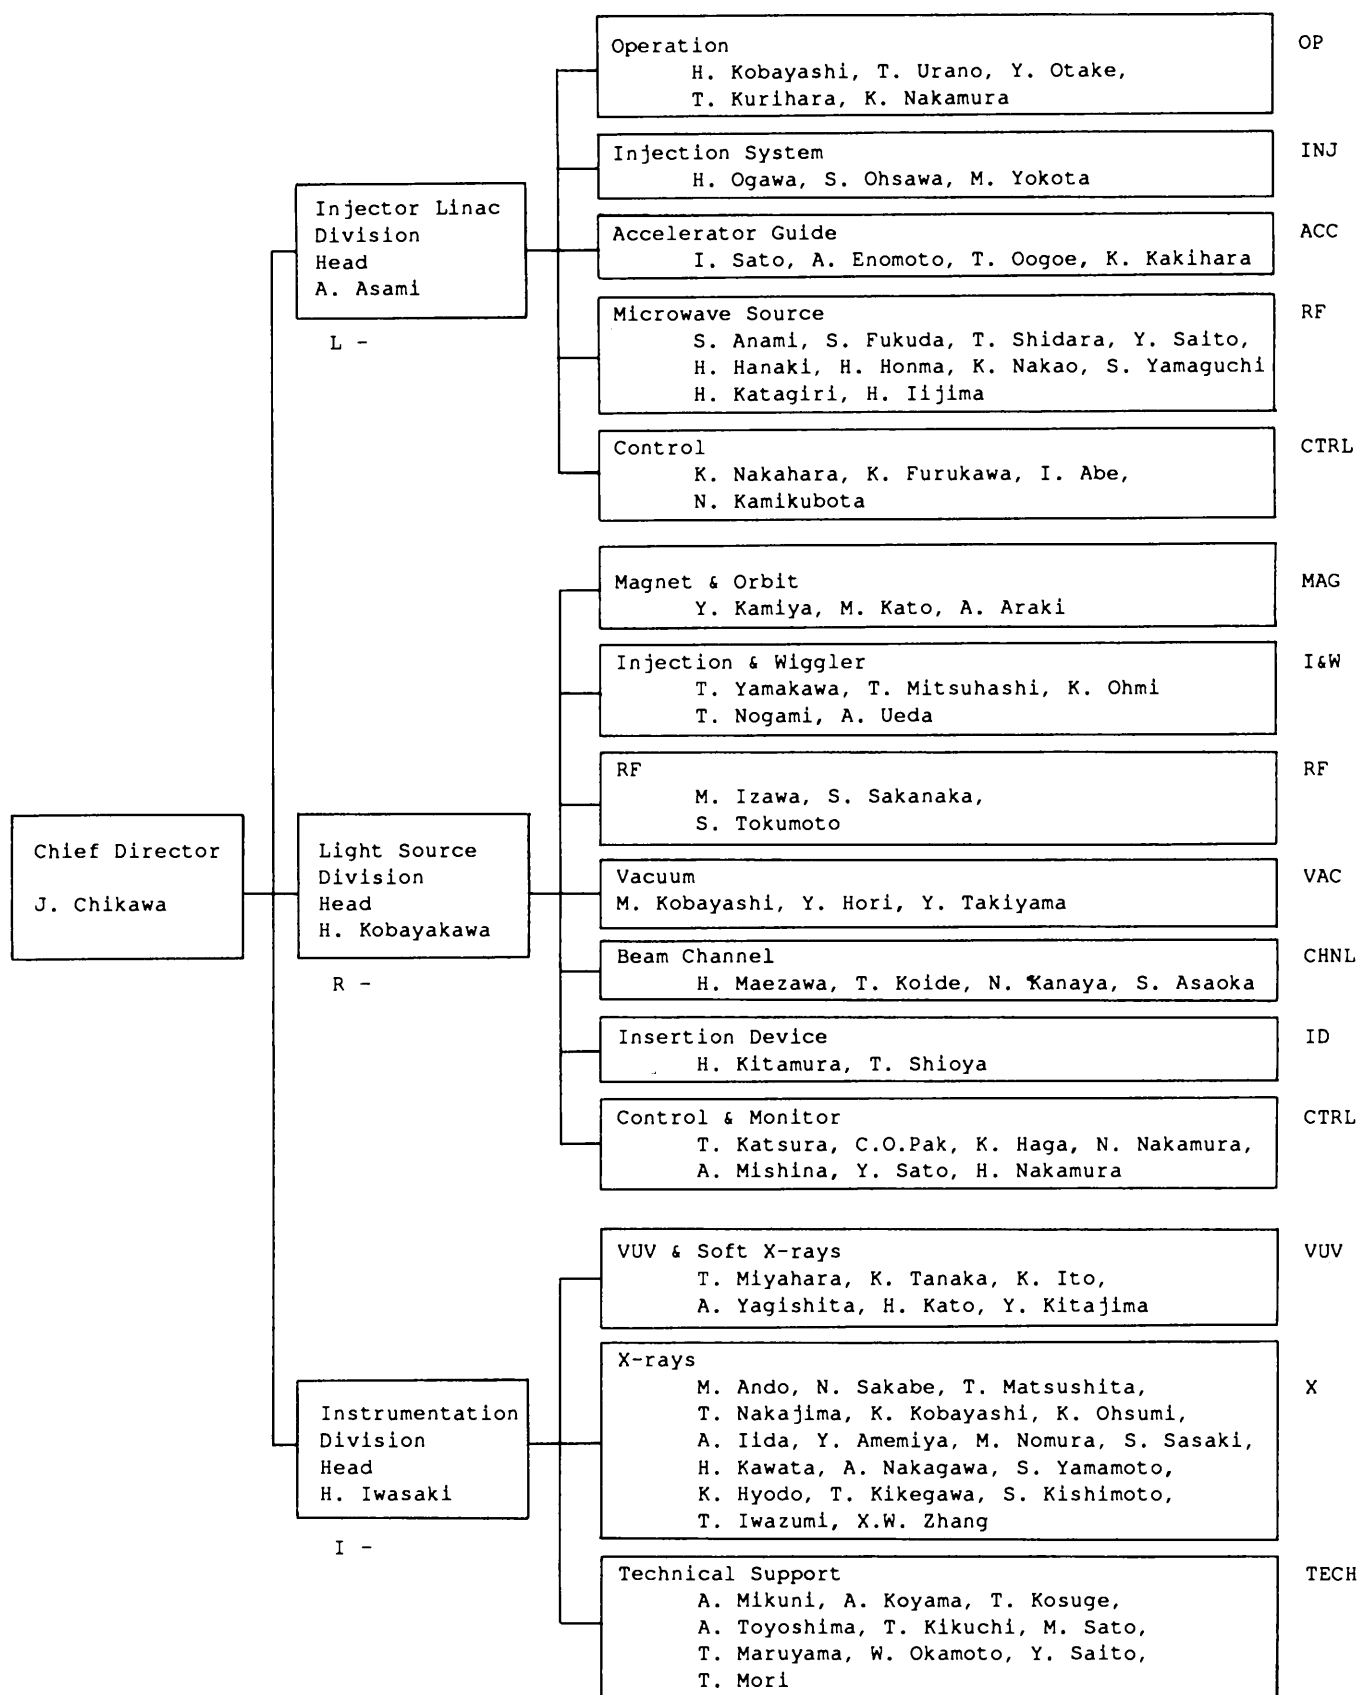 Chief Director
J. Chikawa
Injector Linac
Division
Head
A. Asami
L -
Operation
H. Kobayashi, T. Urano, Y. Otake,
T. Kurihara, K. Nakamura
OP
Injection System
H. Ogawa, S. Ohsawa, M. Yokota
INJ
Accelerator Guide
I. Sato, A. Enomoto, T. Oogoe, K. Kakihara
ACC
Microwave Source
S. Anami, S. Fukuda, T. Shidara, Y. Saito,
H. Hanaki, H. Honma, K. Nakao, S. Yamaguchi
H. Katagiri, H. Iijima
RF
Control
K. Nakahara, K. Furukawa, I. Abe,
N. Kamikubota
CTRL
Light Source
Division
Head
H. Kobayakawa
R -
Magnet & Orbit
Y. Kamiya, M. Kato, A. Araki
MAG
Injection & Wiggler
T. Yamakawa, T. Mitsuhashi, K. Ohmi
T. Nogami, A. Ueda
I&W
RF
M. Izawa, S. Sakanaka,
S. Tokumoto
RF
Vacuum
M. Kobayashi, Y. Hori, Y. Takiyama
VAC
Beam Channel
H. Maezawa, T. Koide, N. Kanaya, S. Asaoka
CHNL
Insertion Device
H. Kitamura, T. Shioya
ID
Control & Monitor
T. Katsura, C.O.Pak, K. Haga, N. Nakamura,
A. Mishina, Y. Sato, H. Nakamura
CTRL
Instrumentation
Division
Head
H. Iwasaki
I -
VUV & Soft X-rays
T. Miyahara, K. Tanaka, K. Ito,
A. Yagishita, H. Kato, Y. Kitajima
VUV
X-rays
M. Ando, N. Sakabe, T. Matsushita,
T. Nakajima, K. Kobayashi, K. Ohsumi,
A. Iida, Y. Amemiya, M. Nomura, S. Sasaki,
H. Kawata, A. Nakagawa, S. Yamamoto,
K. Hyodo, T. Kikegawa, S. Kishimoto,
T. Iwazumi, X.W. Zhang
X
Technical Support
A. Mikuni, A. Koyama, T. Kosuge,
A. Toyoshima, T. Kikuchi, M. Sato,
T. Maruyama, W. Okamoto, Y. Saito,
T. Mori
TECH